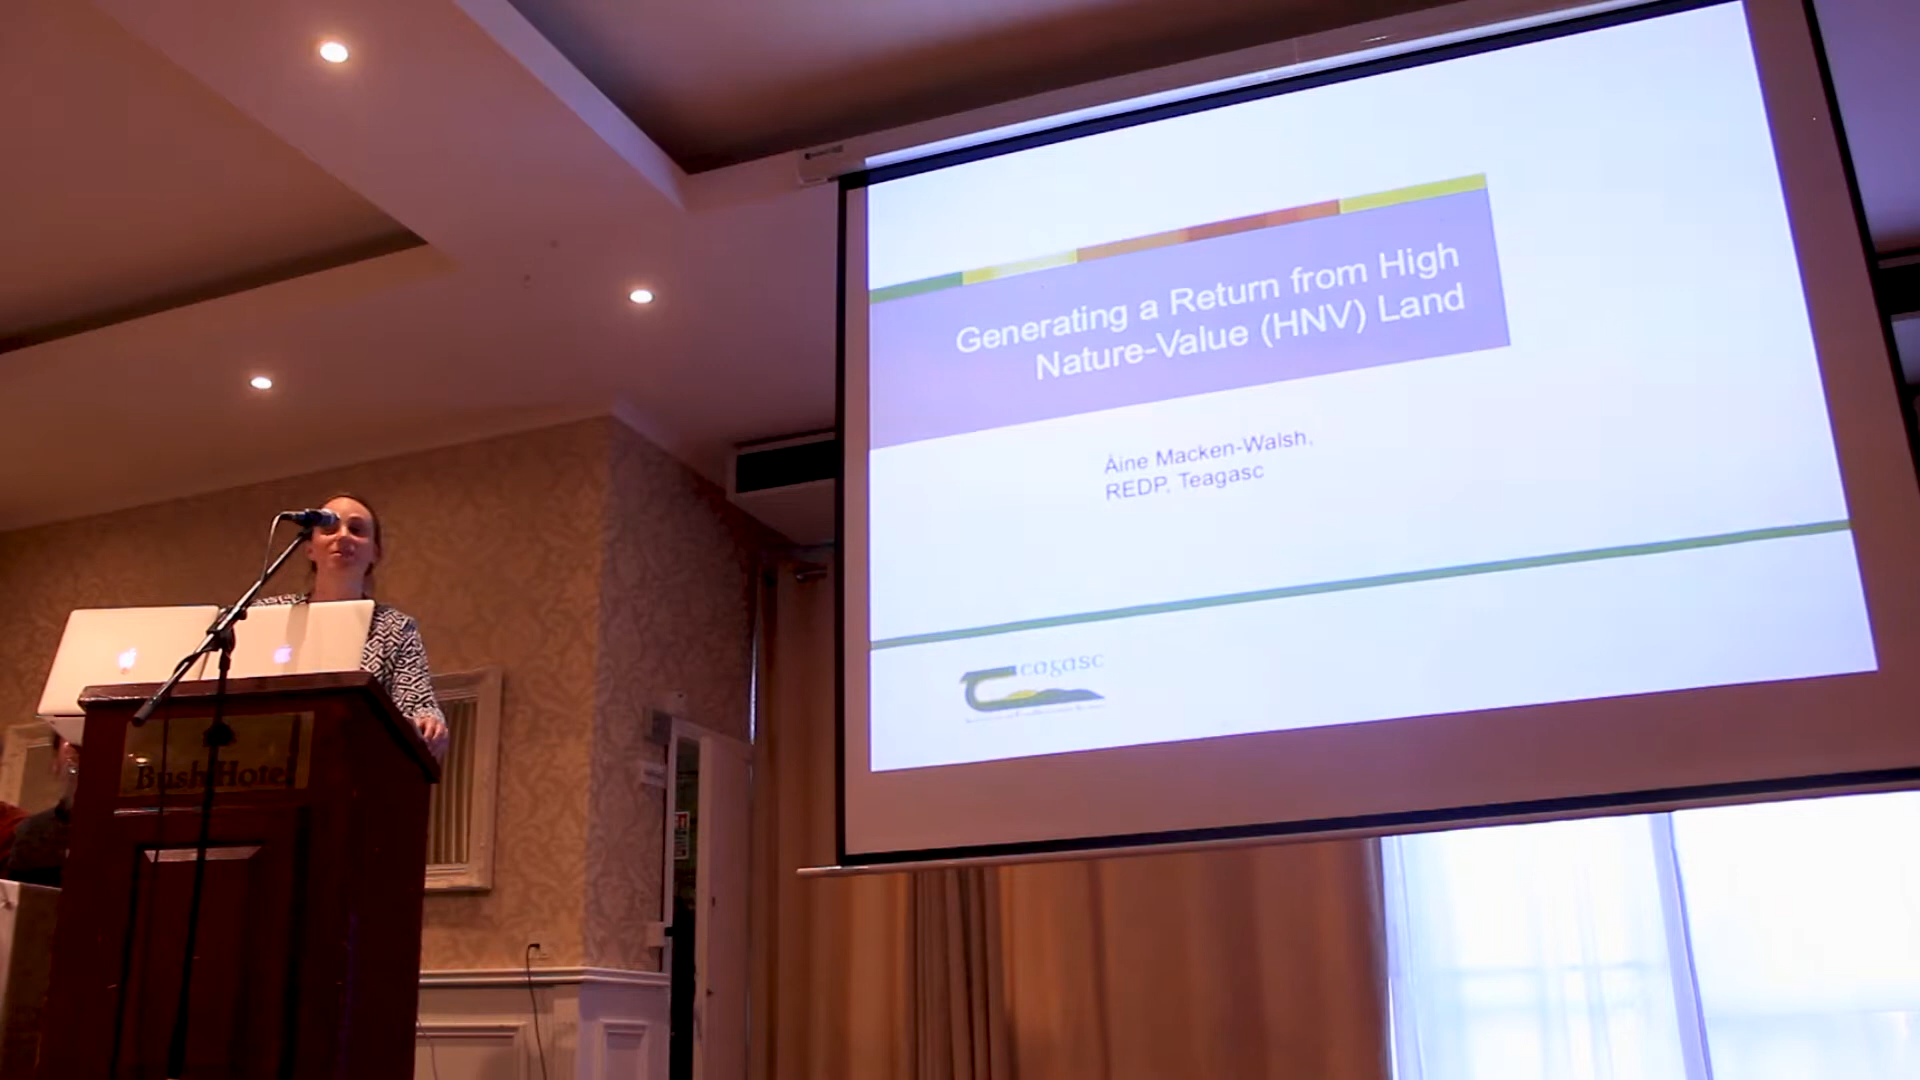 Generating a Return from High
Nature-Value (HNV) Land
Áine Macken-Walsh,
REDP, Teagasc
teagasc
Bush Hotel